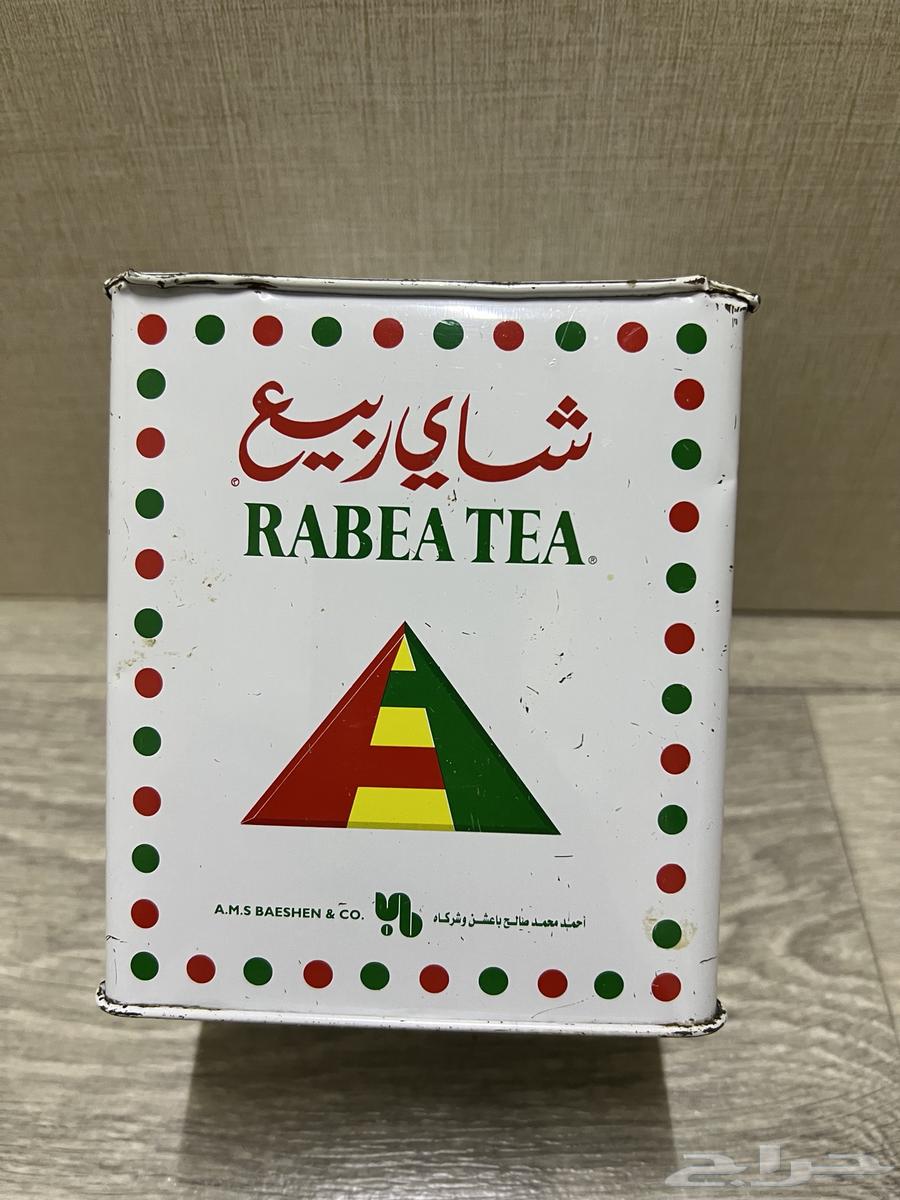 شاي ربيع
©
RABEA TEA®
A.M.S BAESHEN & CO. أحمد محمد صالح باعشن وشركاه
حراج